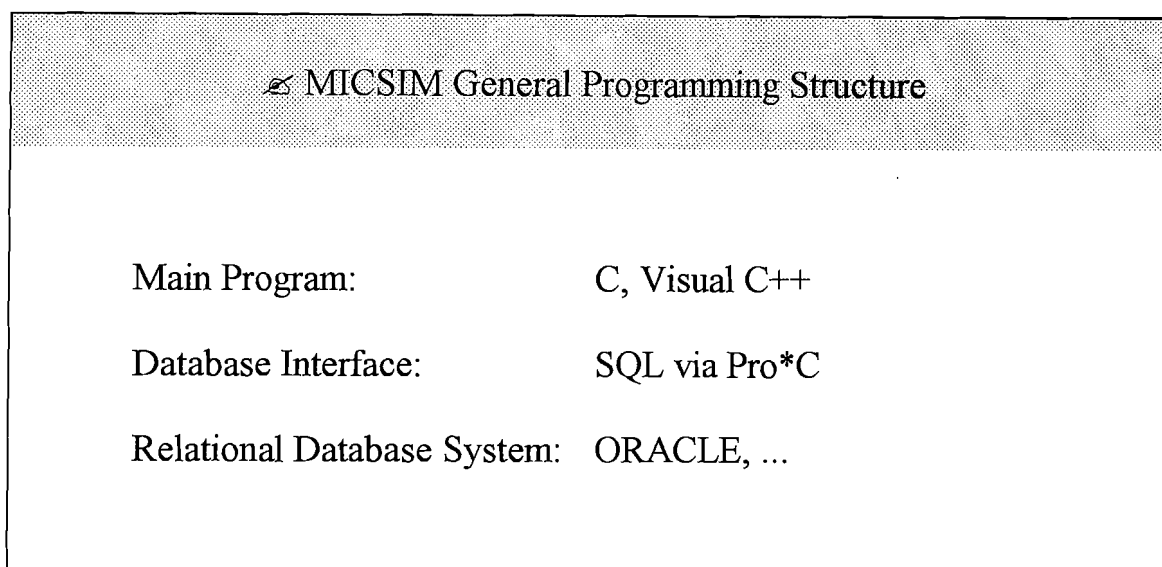 ✍ MICSIM General Programming Structure
Main Program: C, Visual C++
Database Interface: SQL via Pro*C
Relational Database System: ORACLE, ...